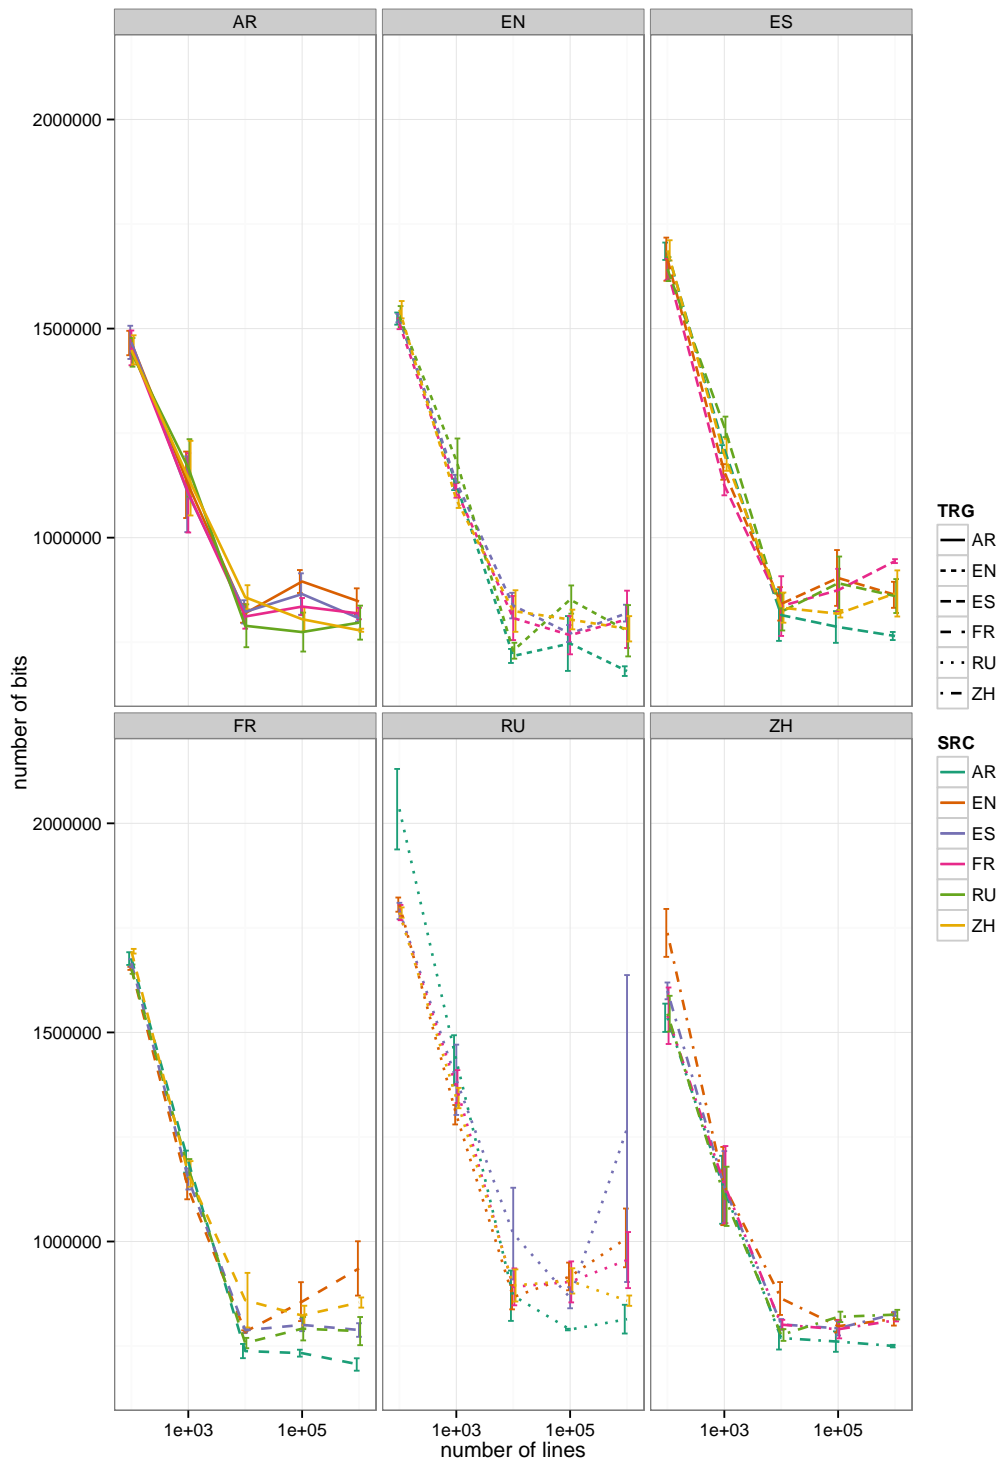 AR
EN
ES
2000000
1500000
1000000
number of bits
FR
RU
ZH
2000000
1500000
1000000
1e+03
1e+05
1e+03
1e+05
1e+03
1e+05
number of lines
TRG
AR
EN
ES
FR
RU
ZH
SRC
AR
EN
ES
FR
RU
ZH